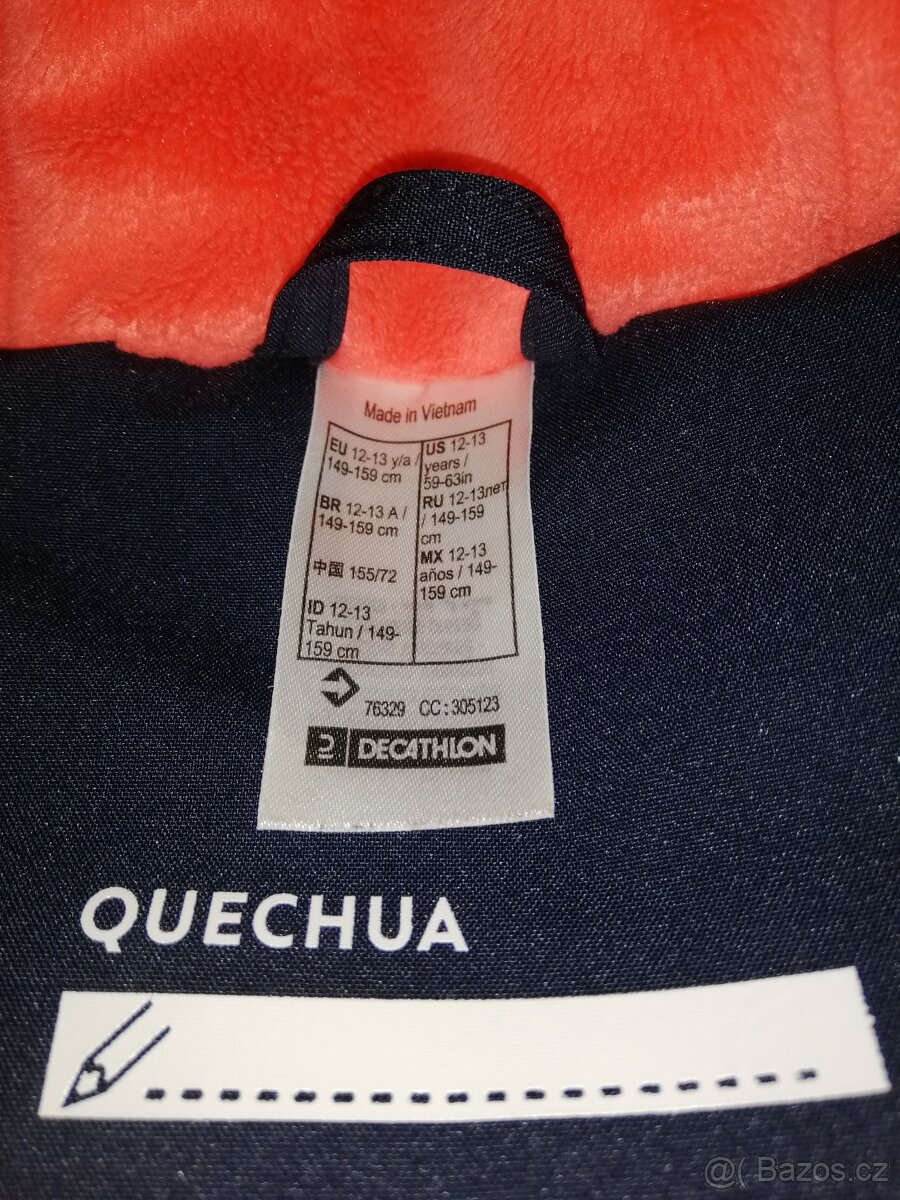 Made in Vietnam
EU 12-13 y/a /
149-159 cm
BR 12-13 A /
149-159 cm
中国 155/72
ID 12-13
Tahun / 149-
159 cm
US 12-13
years /
59-63in
RU 12-13лет
/ 149-159
cm
MX 12-13
años / 149-
159 cm
76329 CC:305123
DECATHLON
QUECHUA
@( Bazos.cz